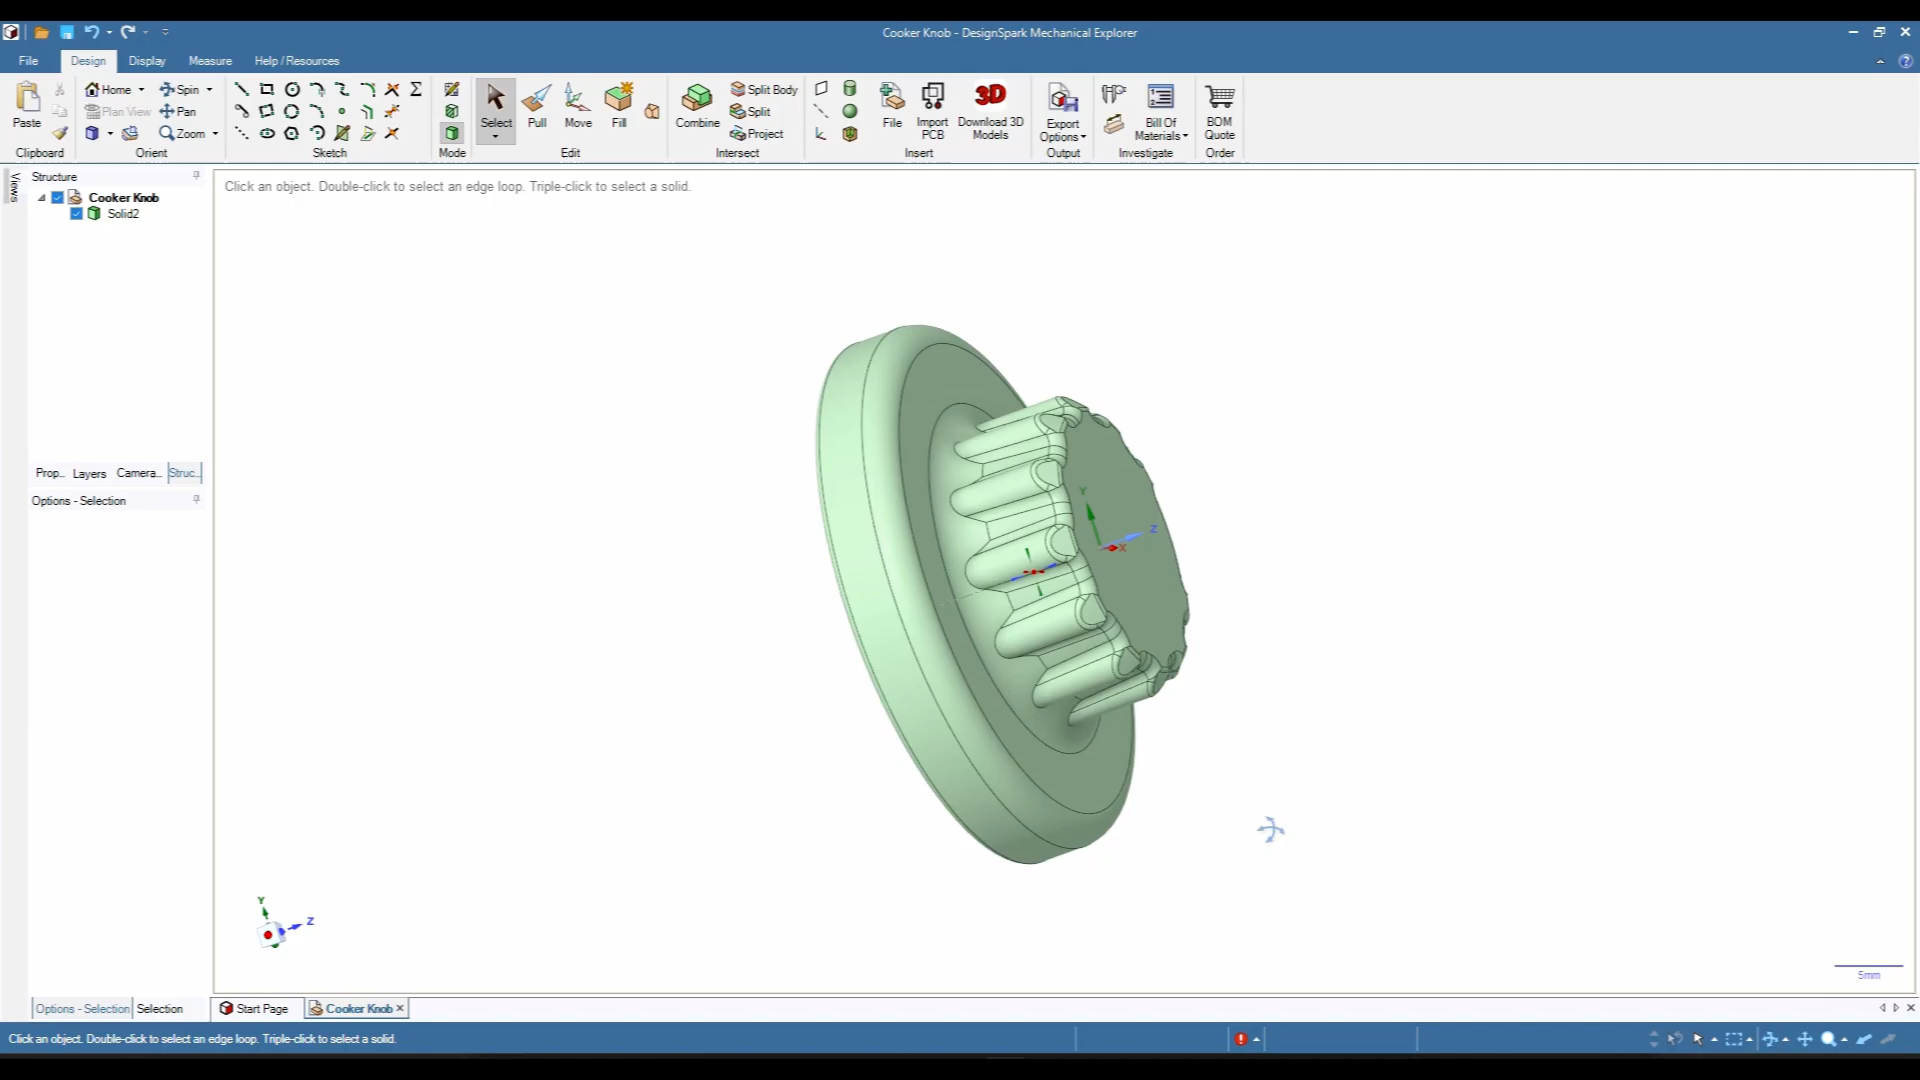 Cooker Knob - DesignSpark Mechanical Explorer
File Design Display Measure Help / Resources
Home Spin
Plan View Pan
Zoom
Paste
Select Pull Move Fill
Combine
Split Body
Split
Project
File Import PCB Download 3D Models
3D
Export Options
Bill Of Materials
BOM Quote
Clipboard Orient Sketch Mode Edit Intersect Insert Output Investigate Order
Views
Structure
Cooker Knob
Solid2
Click an object. Double-click to select an edge loop. Triple-click to select a solid.
Prop... Layers Camera... Struc...
Options - Selection
Y
Z
X
Y
Z
5mm
Options - Selection Selection Start Page Cooker Knob
Click an object. Double-click to select an edge loop. Triple-click to select a solid.